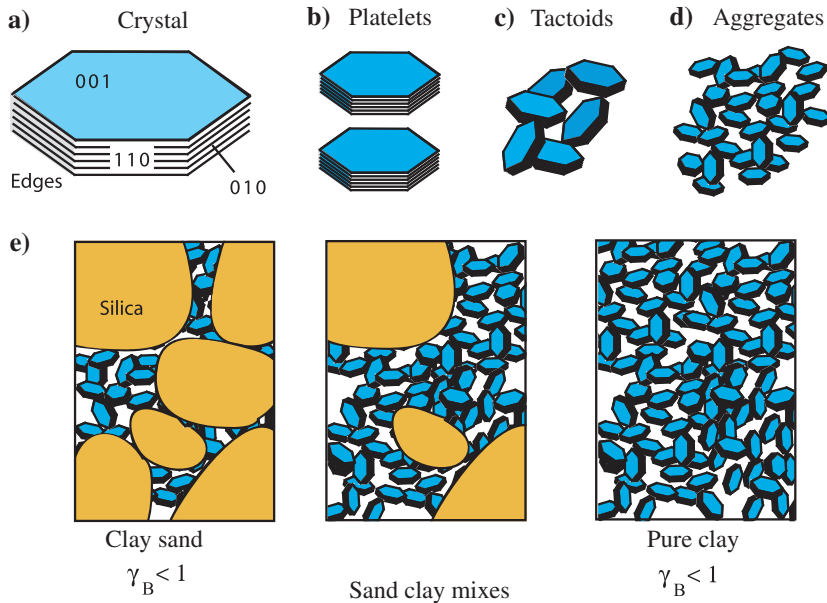 a) Crystal
b) Platelets
c) Tactoids
d) Aggregates
001
110
010
Edges
e)
Silica
Clay sand
γB < 1
Sand clay mixes
Pure clay
γB < 1